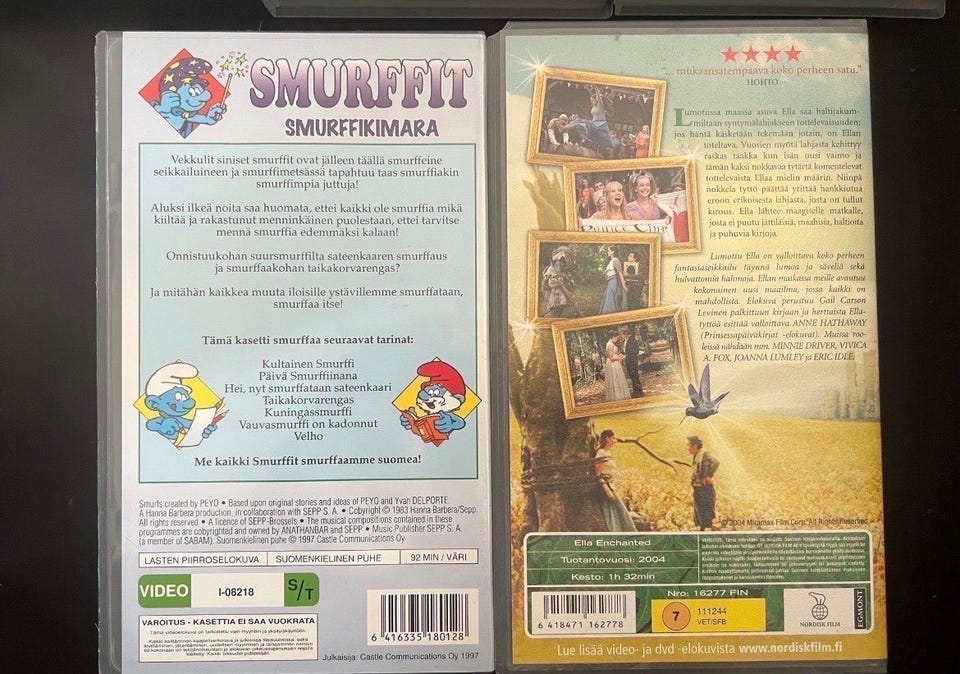 SMURFFIT
SMURFFIKIMARA
Vekkulit siniset smurffit ovat jälleen täällä smurffeine
seikkailuineen ja smurffimetsässä tapahtuu taas smurffiakin
smurffimpia juttuja!
Aluksi ilkeä noita saa huomata, ettei kaikki ole smurffia mikä
kiiltää ja rakastunut menninkäinen puolestaan, ettei tarvitse
mennä smurffia edemmäksi kalaan!
Onnistuukohan suursmurffilta sateenkaaren smurffaus
ja smurffaakohan taikakorvarengas?
Ja mitähän kaikkea muuta iloisille ystävillemme smurffataan,
smurffaa itse!
Tämä kasetti smurffaa seuraavat tarinat:
Kultainen Smurffi
Päivä Smurffiinana
Hei, nyt smurffataan sateenkaari
Taikakorvarengas
Kuningassmurffi
Vauvasmurffi on kadonnut
Velho
Me kaikki Smurffit smurffaamme suomea!
Smurfs created by PEYO • Based upon original stories and ideas of PEYO and Yvan DELPORTE.
A Hanna Barbera production, in collaboration with SEPP S. A. • Copyright © 1983 Hanna Barbera/Sepp.
All rights reserved • A licence of SEPP-Brussels • The musical compositions contained in these
programmes are copyrighted and owned by ANATHANBAR and SEPP • Music Publisher SEPP S. A.
(a member of SABAM). Suomenkielinen puhe © 1997 Castle Communications Oy
LASTEN PIIRROSELOKUVA
SUOMENKIELINEN PUHE
92 MIN / VÄRI
VIDEO
I-08218
S/T
VAROITUS - KASETTIA EI SAA VUOKRATA
6 416335 180128
Julkaisija: Castle Communications Oy 1997
"... mukaansatempaava koko perheen satu."
HOHTO
Lumotussa maassa asuva Ella saa haltijakum-
miltaan syntymälahjakseen tottelevaisuuden;
jos häntä käsketään tekemään jotain, on Ellan
toteltava. Vuosien myötä lahjasta kehittyy
raskas taakka kun isän uusi vaimo ja
tämän kaksi nokkavaa tytärtä komentelevat
tottelevaista Ellaa mielin määrin. Niinpä
nokkela tyttö päättää yrittää hankkiutua
eroon erikoisesta lahjasta, josta on tullut
kirous. Ella lähtee maagiselle matkalle,
josta ei puutu jättiläisiä, maahisia, haltioita
ja puhuvia kirjoja.
Lumottu Ella on valloittava koko perheen
fantasiaseikkailu täynnä lumoa ja säveliä sekä
hulvattomia hahmoja. Ellan matkassa meille avautuu
kokonainen uusi maailma, jossa kaikki on
mahdollista. Elokuva perustuu Gail Carson
Levinen palkittuun kirjaan ja herttaista Ella-
tyttöä esittää valloittava ANNE HATHAWAY
(Prinsessapäiväkirjat -elokuvat). Muissa roo-
leissä nähdään mm. MINNIE DRIVER, VIVICA
A. FOX, JOANNA LUMLEY ja ERIC IDLE.
© 2004 Miramax Film Corp. All Rights Reserved.
Ella Enchanted
Tuotantovuosi: 2004
Kesto: 1h 32min
Nro: 16277 FIN
6 418471 162778
7
111244
VET/SFB
NORDISK FILM
EGMONT
Lue lisää video- ja dvd -elokuvista www.nordiskfilm.fi